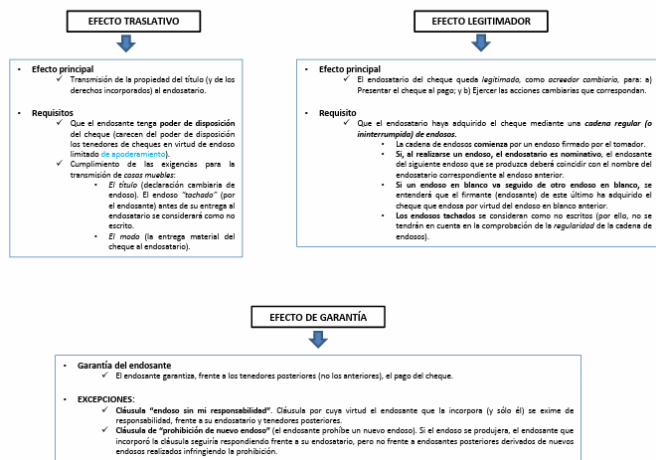 EFECTO TRASLATIVO
• Efecto principal
✓ Transmisión de la propiedad del título (y de los
derechos incorporados) al endosatario.
• Requisitos
✓ Que el endosante tenga poder de disposición
del cheque (carecen del poder de disposición
los tenedores de cheques en virtud de endoso
limitado de apoderamiento).
✓ Cumplimiento de las exigencias para la
transmisión de cosas muebles:
• El título (declaración cambiaria de
endoso). El endoso "tachado" (por
el endosante) antes de su entrega al
endosatario se considerará como no
escrito.
• El modo (la entrega material del
cheque al endosatario).
EFECTO LEGITIMADOR
• Efecto principal
✓ El endosatario del cheque queda legitimado, como acreedor cambiario, para: a)
Presentar el cheque al pago; y b) Ejercer las acciones cambiarias que correspondan.
• Requisito
✓ Que el endosatario haya adquirido el cheque mediante una cadena regular (o
ininterrumpida) de endosos.
• La cadena de endosos comienza por un endoso firmado por el tomador.
• Si, al realizarse un endoso, el endosatario es nominativo, el endosante
del siguiente endoso que se produzca deberá coincidir con el nombre del
endosatario correspondiente al endoso anterior.
• Si un endoso en blanco va seguido de otro endoso en blanco, se
entenderá que el firmante (endosante) de este último ha adquirido el
cheque que endosa por virtud del endoso en blanco anterior.
• Los endosos tachados se consideran como no escritos (por ello, no se
tendrán en cuenta en la comprobación de la regularidad de la cadena de
endosos).
EFECTO DE GARANTÍA
• Garantía del endosante
✓ El endosante garantiza, frente a los tenedores posteriores (no los anteriores), el pago del cheque.
• EXCEPCIONES:
✓ Cláusula "endoso sin mi responsabilidad". Cláusula por cuya virtud el endosante que la incorpora (y sólo él) se exime de
responsabilidad, frente a su endosatario y tenedores posteriores.
✓ Cláusula de "prohibición de nuevo endoso" (el endosante prohíbe un nuevo endoso). Si el endoso se produjera, el endosante que
incorporó la cláusula seguiría respondiendo frente a su endosatario, pero no frente a endosantes posteriores derivados de nuevos
endosos realizados infringiendo la prohibición.